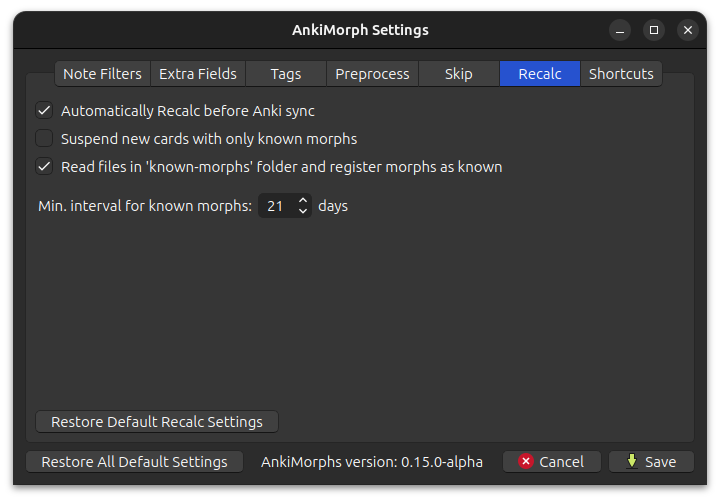 AnkiMorph Settings
Note Filters Extra Fields Tags Preprocess Skip Recalc Shortcuts
Automatically Recalc before Anki sync
Suspend new cards with only known morphs
Read files in 'known-morphs' folder and register morphs as known
Min. interval for known morphs: 21 days
Restore Default Recalc Settings
Restore All Default Settings AnkiMorphs version: 0.15.0-alpha Cancel Save